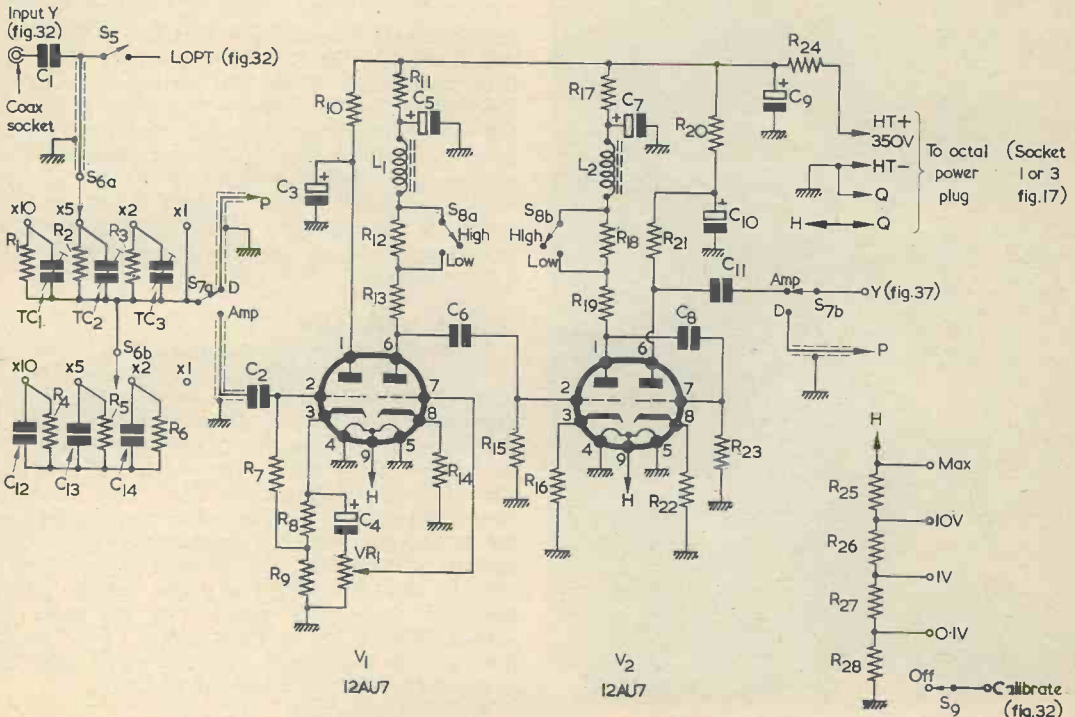 Input Y
(fig.32)
C1
S5
LOPT (fig.32)
Coax
socket
S6a
x10
x5
x2
x1
R1
R2
R3
TC1
TC2
TC3
S7a
D
P
Amp
S6b
x10
x5
x2
x1
R4
R5
R6
C12
C13
C14
C2
C3
R10
R11
C5
L1
S8a
High
Low
R12
R13
C6
1
6
2
7
3
8
4
5
9
H
R7
R8
C4
R9
VR1
R14
R15
V1
12AU7
R17
C7
L2
S8b
High
Low
R18
R19
R20
R21
C10
C11
C8
1
6
2
7
3
8
4
5
9
H
R16
R22
R23
V2
12AU7
R24
C9
HT+
350V
HT-
Q
H
Q
To octal
power
plug
(Socket
1 or 3
fig.17)
Amp
S7b
Y (fig.37)
D
P
H
R25
Max
R26
10V
R27
1V
R28
0·1V
Off
S9
Calibrate
(fig.32)